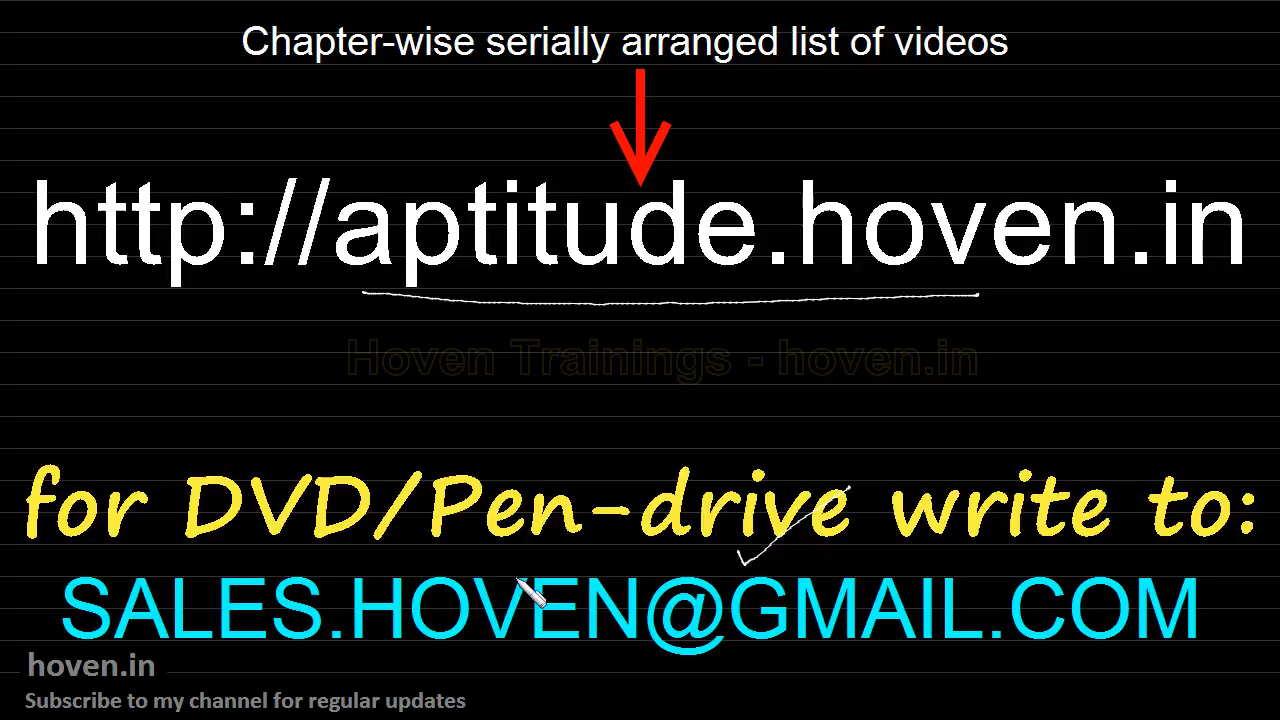 Chapter-wise serially arranged list of videos
http://aptitude.hoven.in
Hoven Trainings - hoven.in
for DVD/Pen-drive write to:
SALES.HOVEN@GMAIL.COM
hoven.in
Subscribe to my channel for regular updates